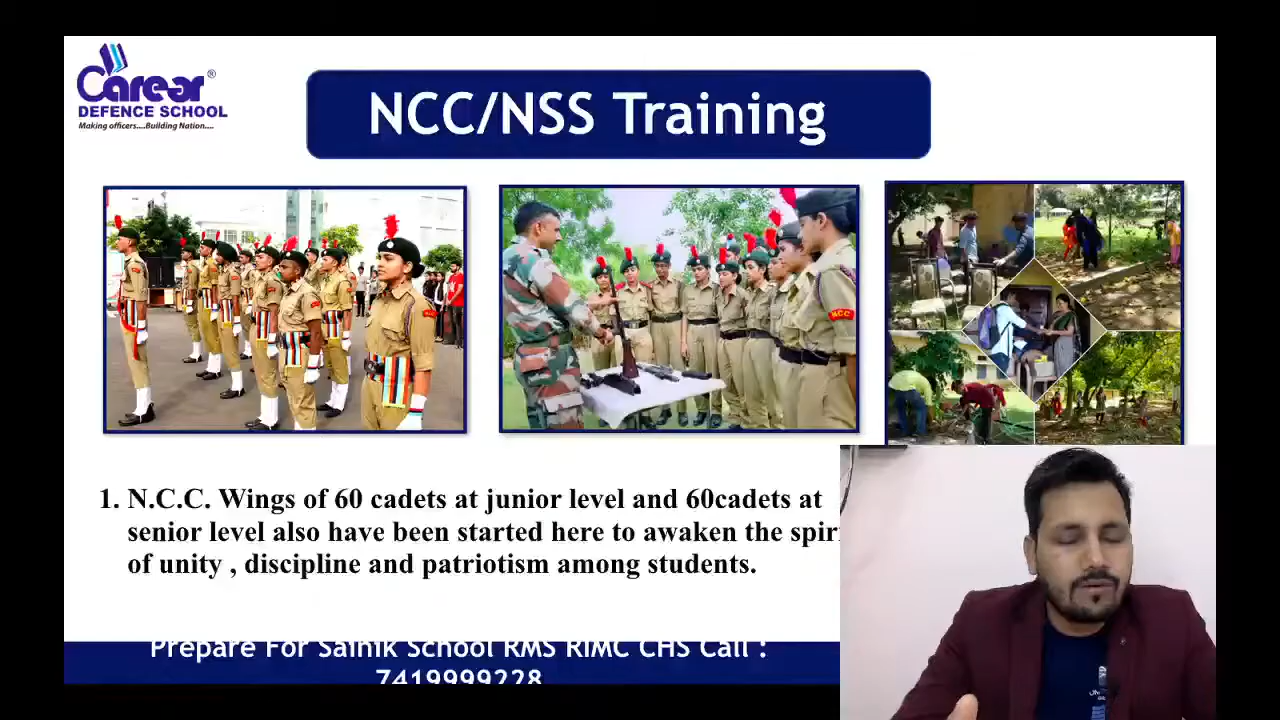 Career®
DEFENCE SCHOOL
Making officers....Building Nation....
NCC/NSS Training
NCC
1. N.C.C. Wings of 60 cadets at junior level and 60cadets at
senior level also have been started here to awaken the spiri
of unity , discipline and patriotism among students.
Prepare For Sainik School RMS RIMC CHS Call :
7419999228